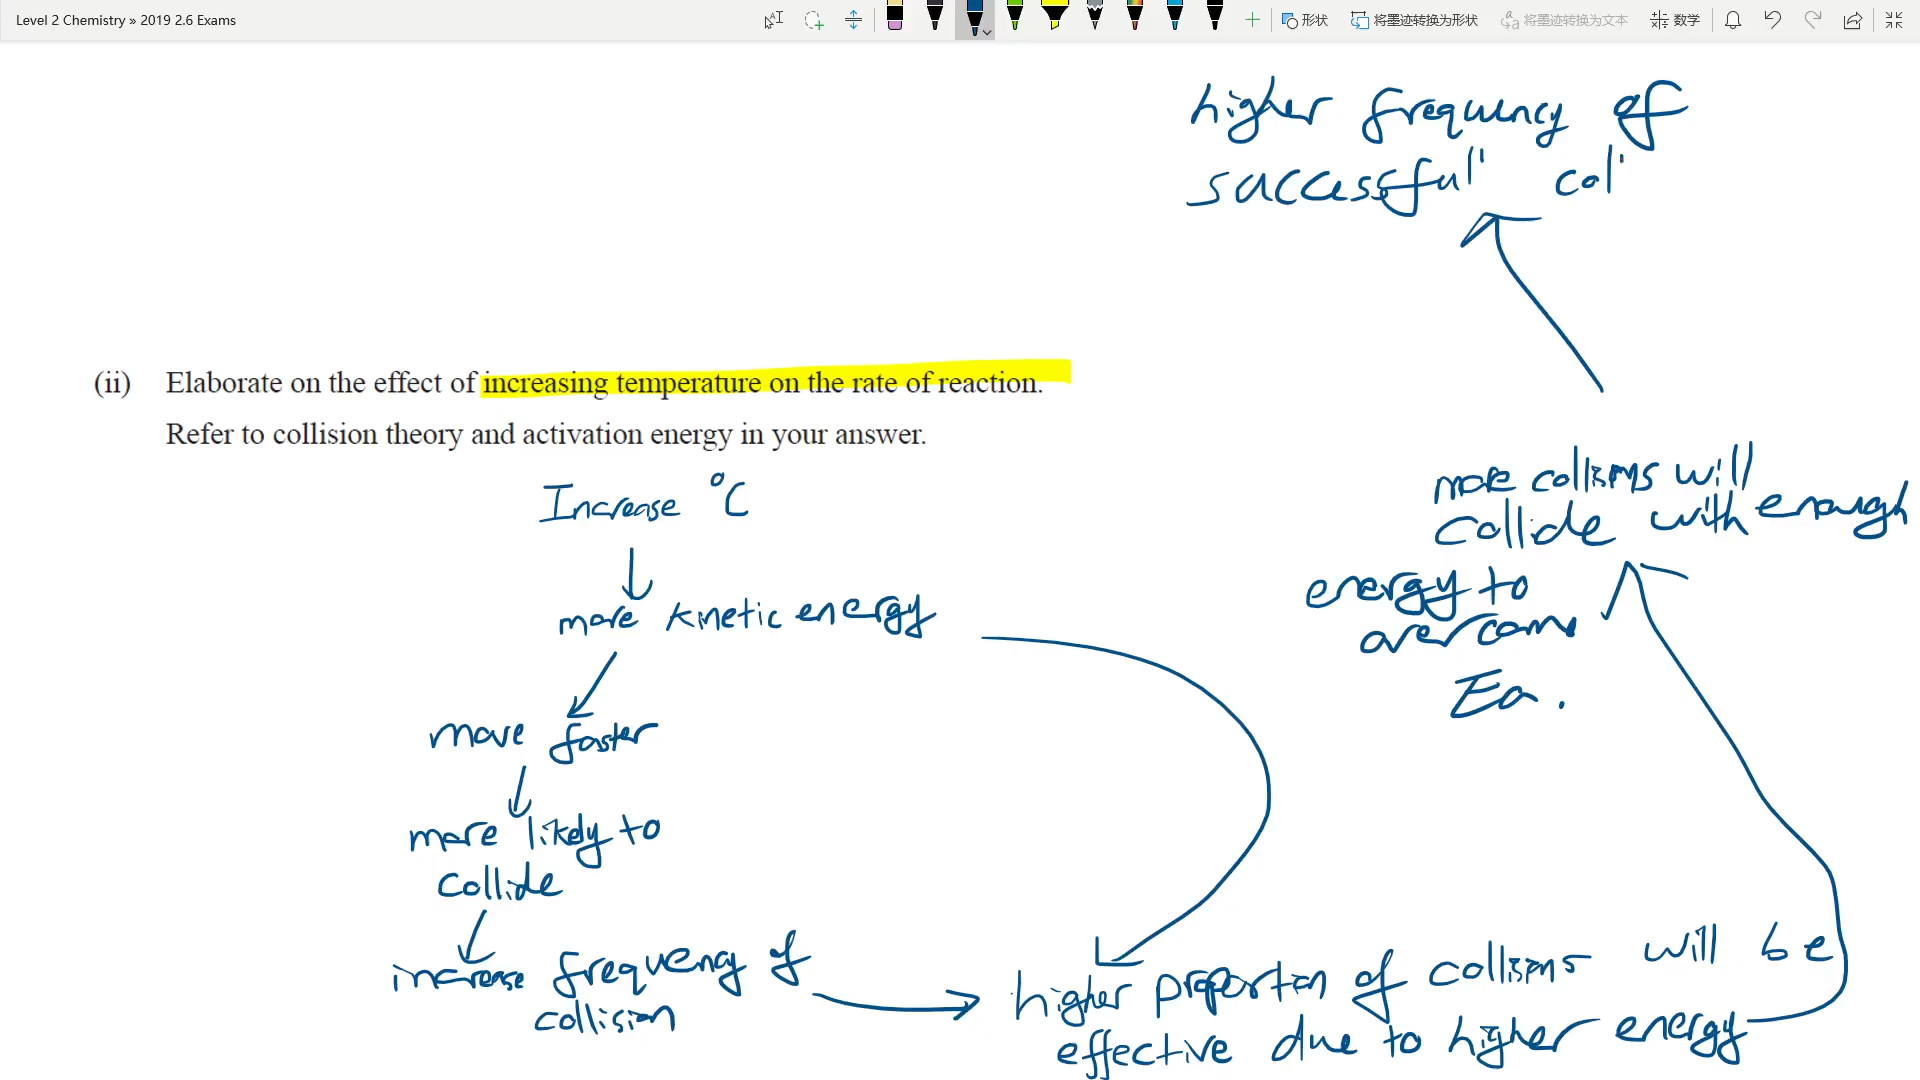 Level 2 Chemistry » 2019 2.6 Exams
形状
将墨迹转换为形状
将墨迹转换为文本
数学
higher frequency of
successful col
(ii) Elaborate on the effect of increasing temperature on the rate of reaction.
Refer to collision theory and activation energy in your answer.
Increase °C
more kinetic energy
move faster
more likely to
collide
increase frequency of
collision
higher proportion of collisions will be
effective due to higher energy
more collisions will
collide with enough
energy to
overcome
Ea.